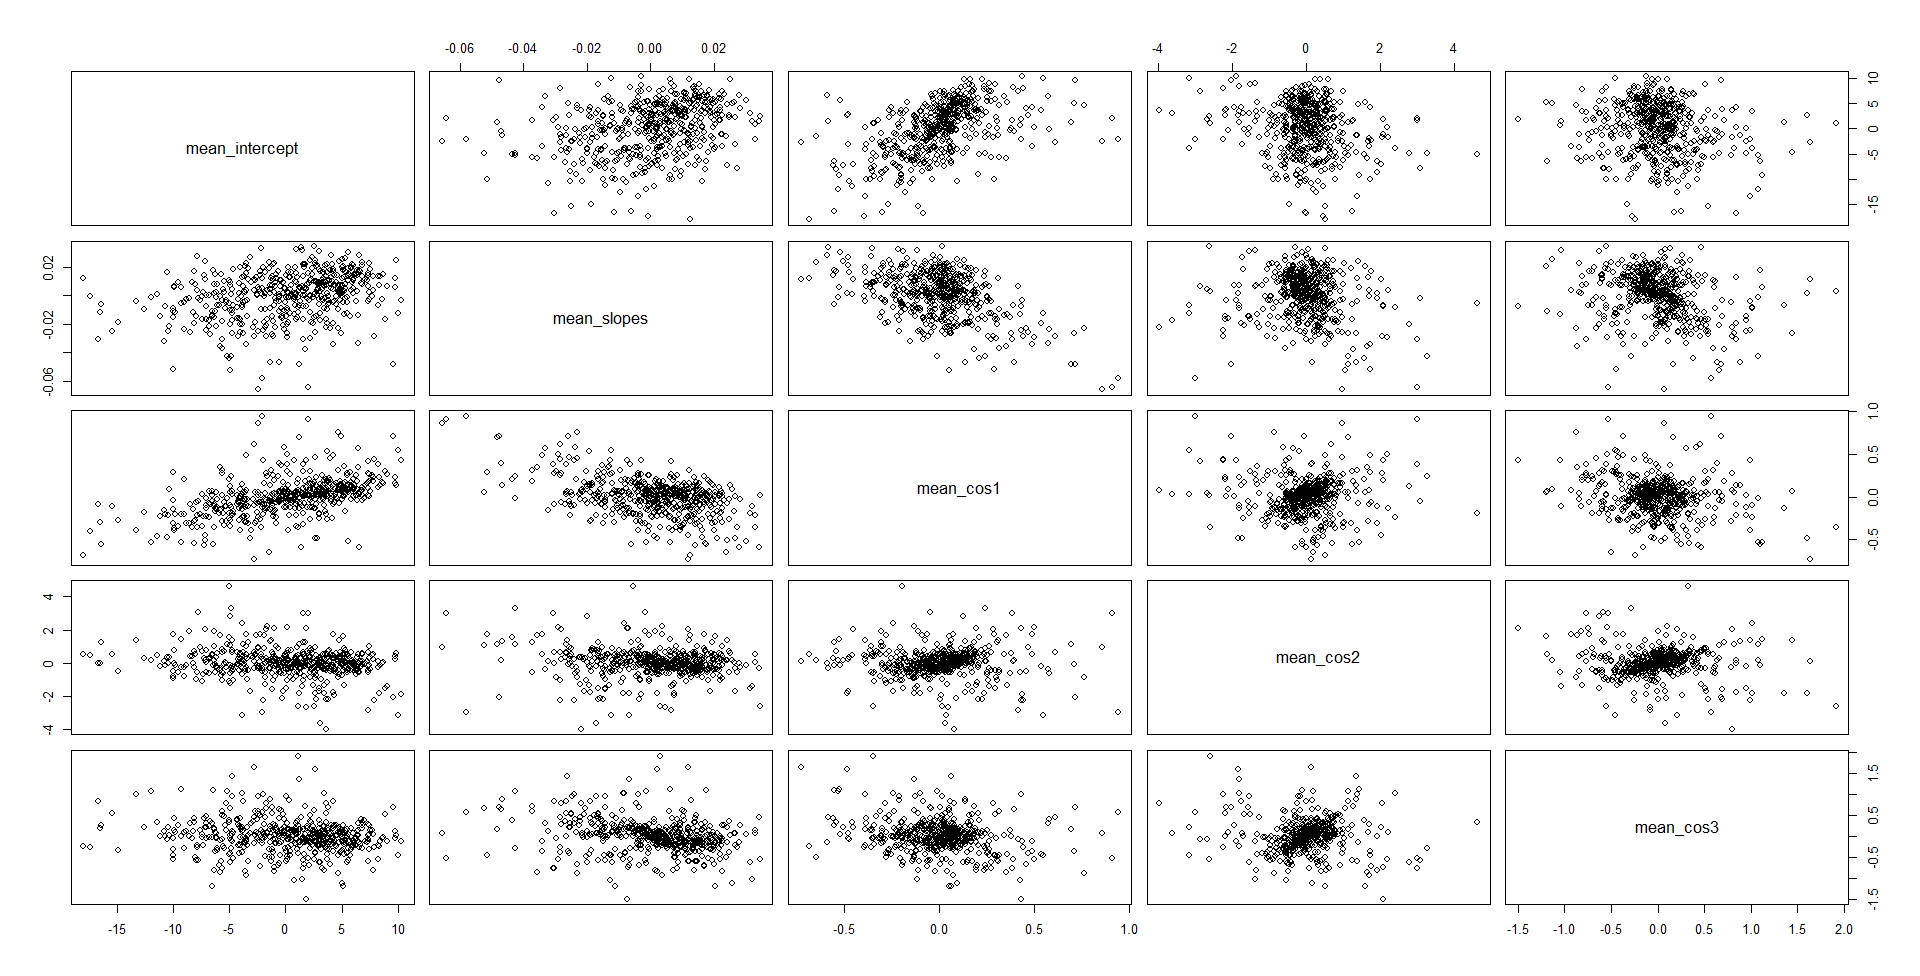 -0.06 -0.04 -0.02 0.00 0.02 -4 -2 0 2 4
mean_intercept
-15 -5 0 5 10
-0.06 -0.02 0.02
mean_slopes
mean_cos1
-0.5 0.0 0.5 1.0
-4 -2 0 2 4
mean_cos2
mean_cos3
-1.5 -0.5 0.5 1.5
-15 -10 -5 0 5 10 -0.5 0.0 0.5 1.0 -1.5 -1.0 -0.5 0.0 0.5 1.0 1.5 2.0